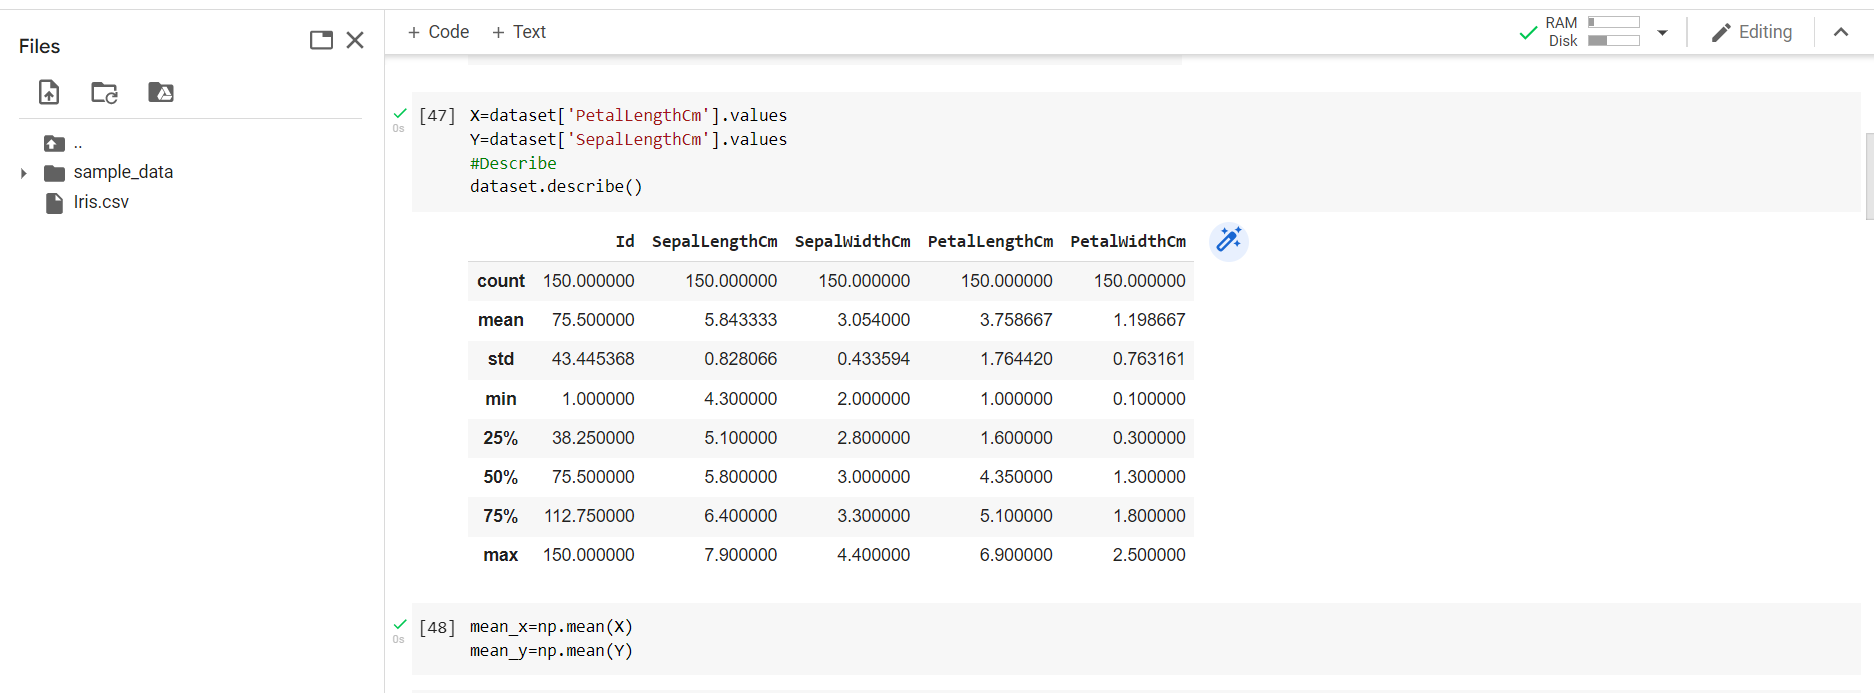 Files
+ Code + Text
RAM
Disk
Editing
..
sample_data
Iris.csv
0s
[47] X=dataset['PetalLengthCm'].values
Y=dataset['SepalLengthCm'].values
#Describe
dataset.describe()
Id SepalLengthCm SepalWidthCm PetalLengthCm PetalWidthCm
count 150.000000 150.000000 150.000000 150.000000 150.000000
mean 75.500000 5.843333 3.054000 3.758667 1.198667
std 43.445368 0.828066 0.433594 1.764420 0.763161
min 1.000000 4.300000 2.000000 1.000000 0.100000
25% 38.250000 5.100000 2.800000 1.600000 0.300000
50% 75.500000 5.800000 3.000000 4.350000 1.300000
75% 112.750000 6.400000 3.300000 5.100000 1.800000
max 150.000000 7.900000 4.400000 6.900000 2.500000
0s
[48] mean_x=np.mean(X)
mean_y=np.mean(Y)